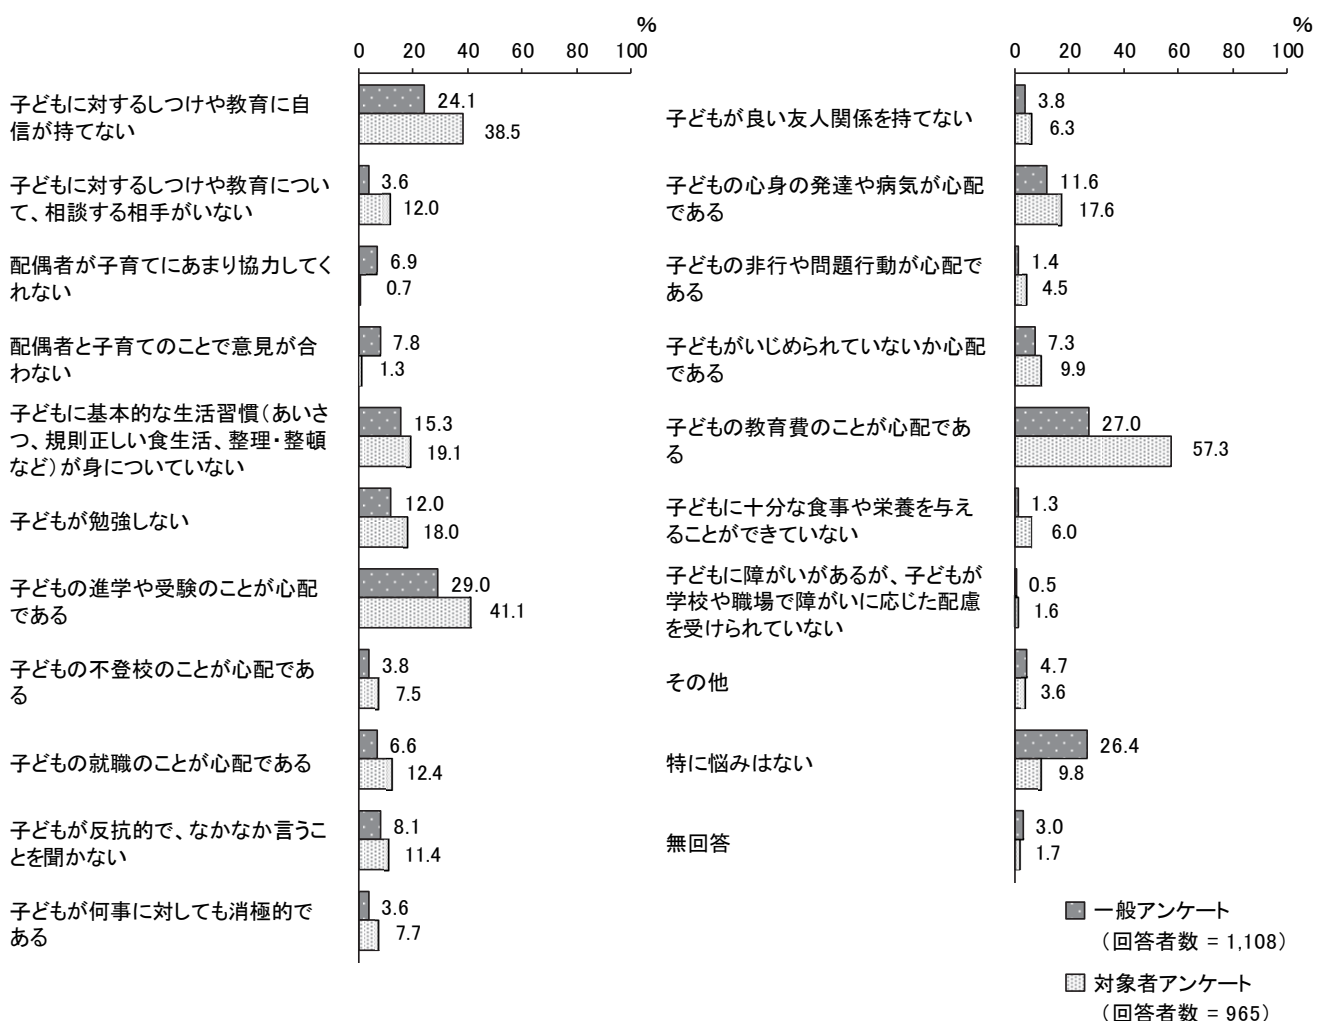 %
0 20 40 60 80 100
子どもに対するしつけや教育に自
信が持てない
24.1
38.5
子どもに対するしつけや教育につい
て、相談する相手がいない
3.6
12.0
配偶者が子育てにあまり協力してく
れない
6.9
0.7
配偶者と子育てのことで意見が合
わない
7.8
1.3
子どもに基本的な生活習慣(あいさ
つ、規則正しい食生活、整理・整頓
など)が身についていない
15.3
19.1
子どもが勉強しない
12.0
18.0
子どもの進学や受験のことが心配
である
29.0
41.1
子どもの不登校のことが心配であ
る
3.8
7.5
子どもの就職のことが心配である
6.6
12.4
子どもが反抗的で、なかなか言うこ
とを聞かない
8.1
11.4
子どもが何事に対しても消極的で
ある
3.6
7.7
%
0 20 40 60 80 100
子どもが良い友人関係を持てない
3.8
6.3
子どもの心身の発達や病気が心配
である
11.6
17.6
子どもの非行や問題行動が心配で
ある
1.4
4.5
子どもがいじめられていないか心配
である
7.3
9.9
子どもの教育費のことが心配であ
る
27.0
57.3
子どもに十分な食事や栄養を与え
ることができていない
1.3
6.0
子どもに障がいがあるが、子どもが
学校や職場で障がいに応じた配慮
を受けられていない
0.5
1.6
その他
4.7
3.6
特に悩みはない
26.4
9.8
無回答
3.0
1.7
一般アンケート
(回答者数 = 1,108)
対象者アンケート
(回答者数 = 965)